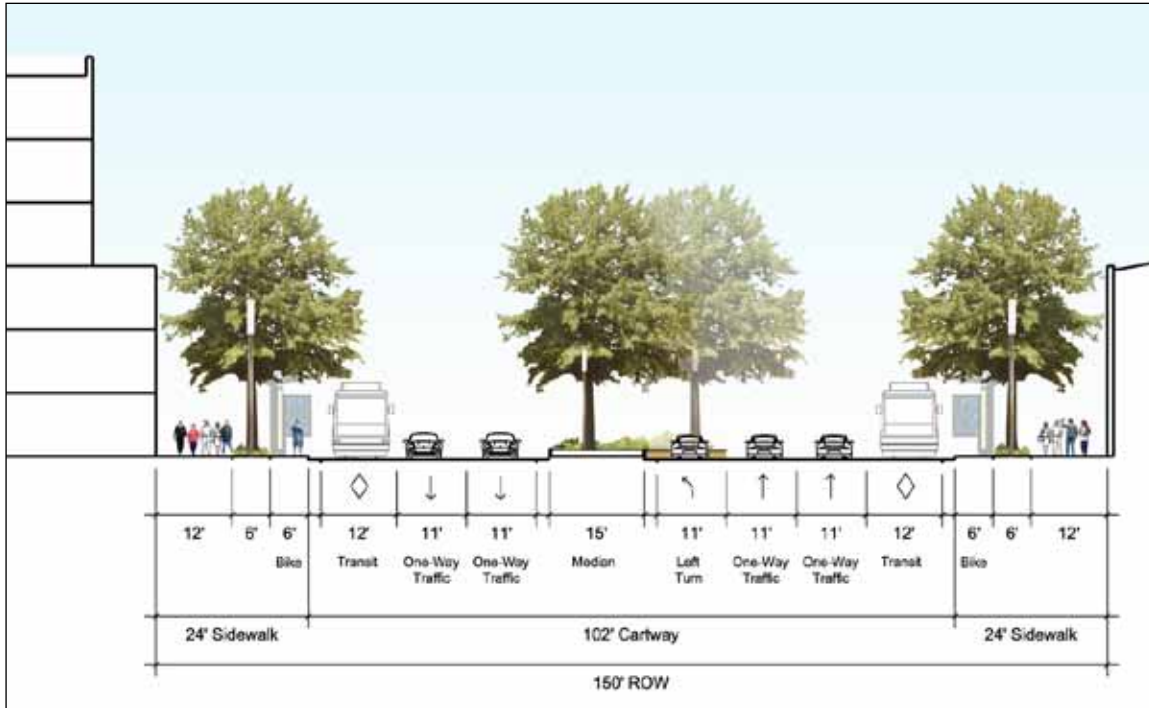 12' 6' 6' 12' 11' 11' 15' 11' 11' 11' 12' 6' 6' 12'
Bike Transit One-Way Traffic One-Way Traffic Median Left Turn One-Way Traffic One-Way Traffic Transit Bike
24' Sidewalk 102' Cartway 24' Sidewalk
150' ROW